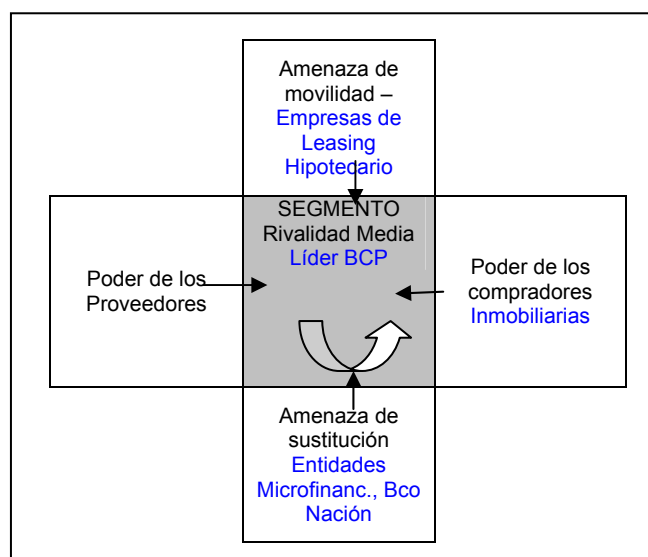 Amenaza de
movilidad –
Empresas de
Leasing
Hipotecario
SEGMENTO
Rivalidad Media
Líder BCP
Poder de los
Proveedores
Poder de los
compradores
Inmobiliarias
Amenaza de
sustitución
Entidades
Microfinanc., Bco
Nación